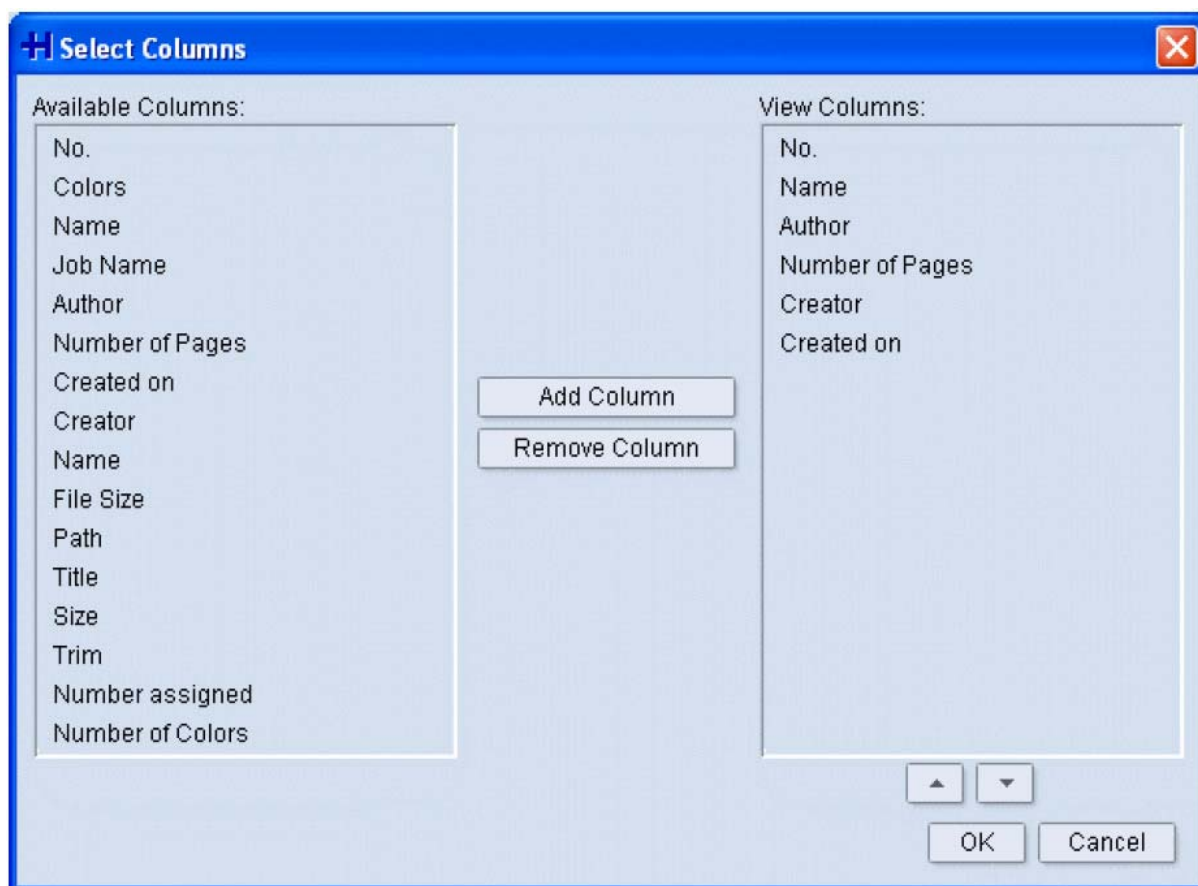 Select Columns
Available Columns:
No.
Colors
Name
Job Name
Author
Number of Pages
Created on
Creator
Name
File Size
Path
Title
Size
Trim
Number assigned
Number of Colors
Add Column
Remove Column
View Columns:
No.
Name
Author
Number of Pages
Creator
Created on
OK
Cancel